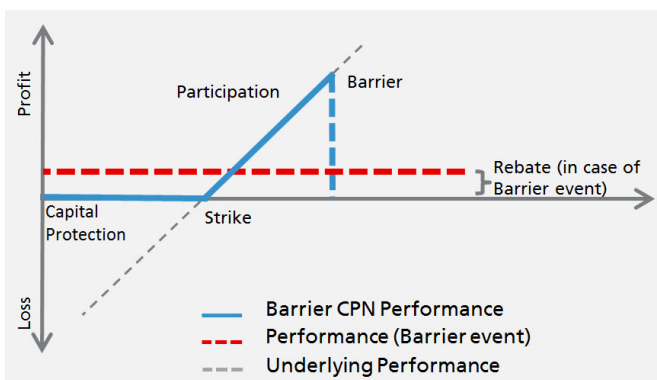 Profit
Participation
Barrier
Rebate (in case of
Barrier event)
Capital
Protection
Strike
Loss
Barrier CPN Performance
Performance (Barrier event)
Underlying Performance